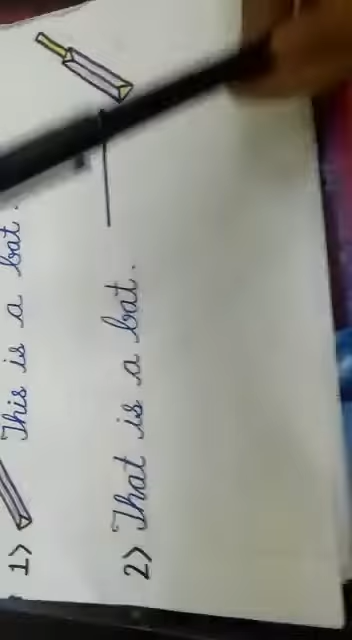 1) This is a bat.
2) That is a bat.